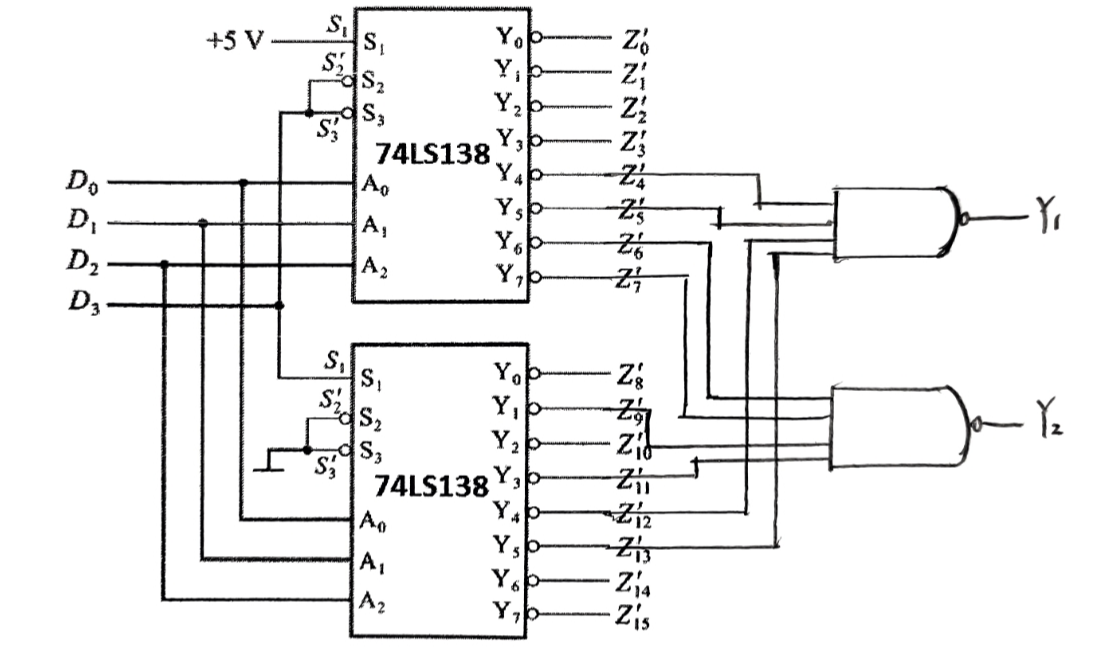 +5 V
S₁
S₂′
S₃′
S₁
S₂
S₃
74LS138
A₀
A₁
A₂
Y₀
Y₁
Y₂
Y₃
Y₄
Y₅
Y₆
Y₇
Z₀′
Z₁′
Z₂′
Z₃′
Z₄′
Z₅′
Z₆′
Z₇′
D₀
D₁
D₂
D₃
Y₁
S₁
S₂′
S₃′
S₁
S₂
S₃
74LS138
A₀
A₁
A₂
Y₀
Y₁
Y₂
Y₃
Y₄
Y₅
Y₆
Y₇
Z₈′
Z₉′
Z₁₀′
Z₁₁′
Z₁₂′
Z₁₃′
Z₁₄′
Z₁₅′
Y₂